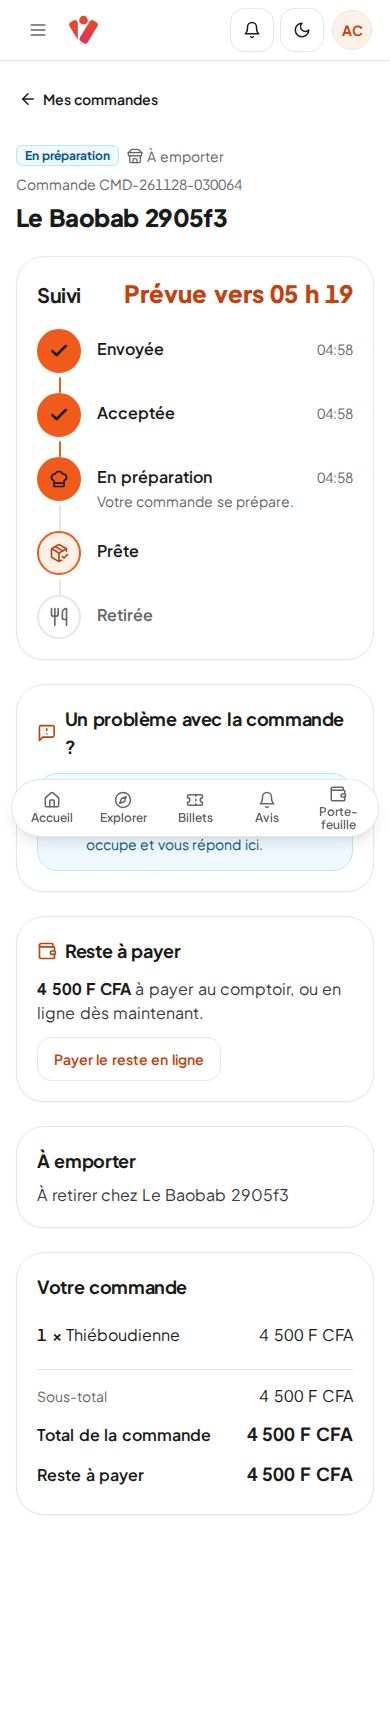 AC
Mes commandes
En préparation À emporter
Commande CMD-261128-030064
Le Baobab 2905f3
Suivi Prévue vers 05 h 19
Envoyée 04:58
Acceptée 04:58
En préparation 04:58
Votre commande se prépare.
Prête
Retirée
Un problème avec la commande
?
Accueil Explorer Billets Avis Porte-
feuille
occupe et vous répond ici.
Reste à payer
4 500 F CFA à payer au comptoir, ou en
ligne dès maintenant.
Payer le reste en ligne
À emporter
À retirer chez Le Baobab 2905f3
Votre commande
1 × Thiéboudienne 4 500 F CFA
Sous-total 4 500 F CFA
Total de la commande 4 500 F CFA
Reste à payer 4 500 F CFA